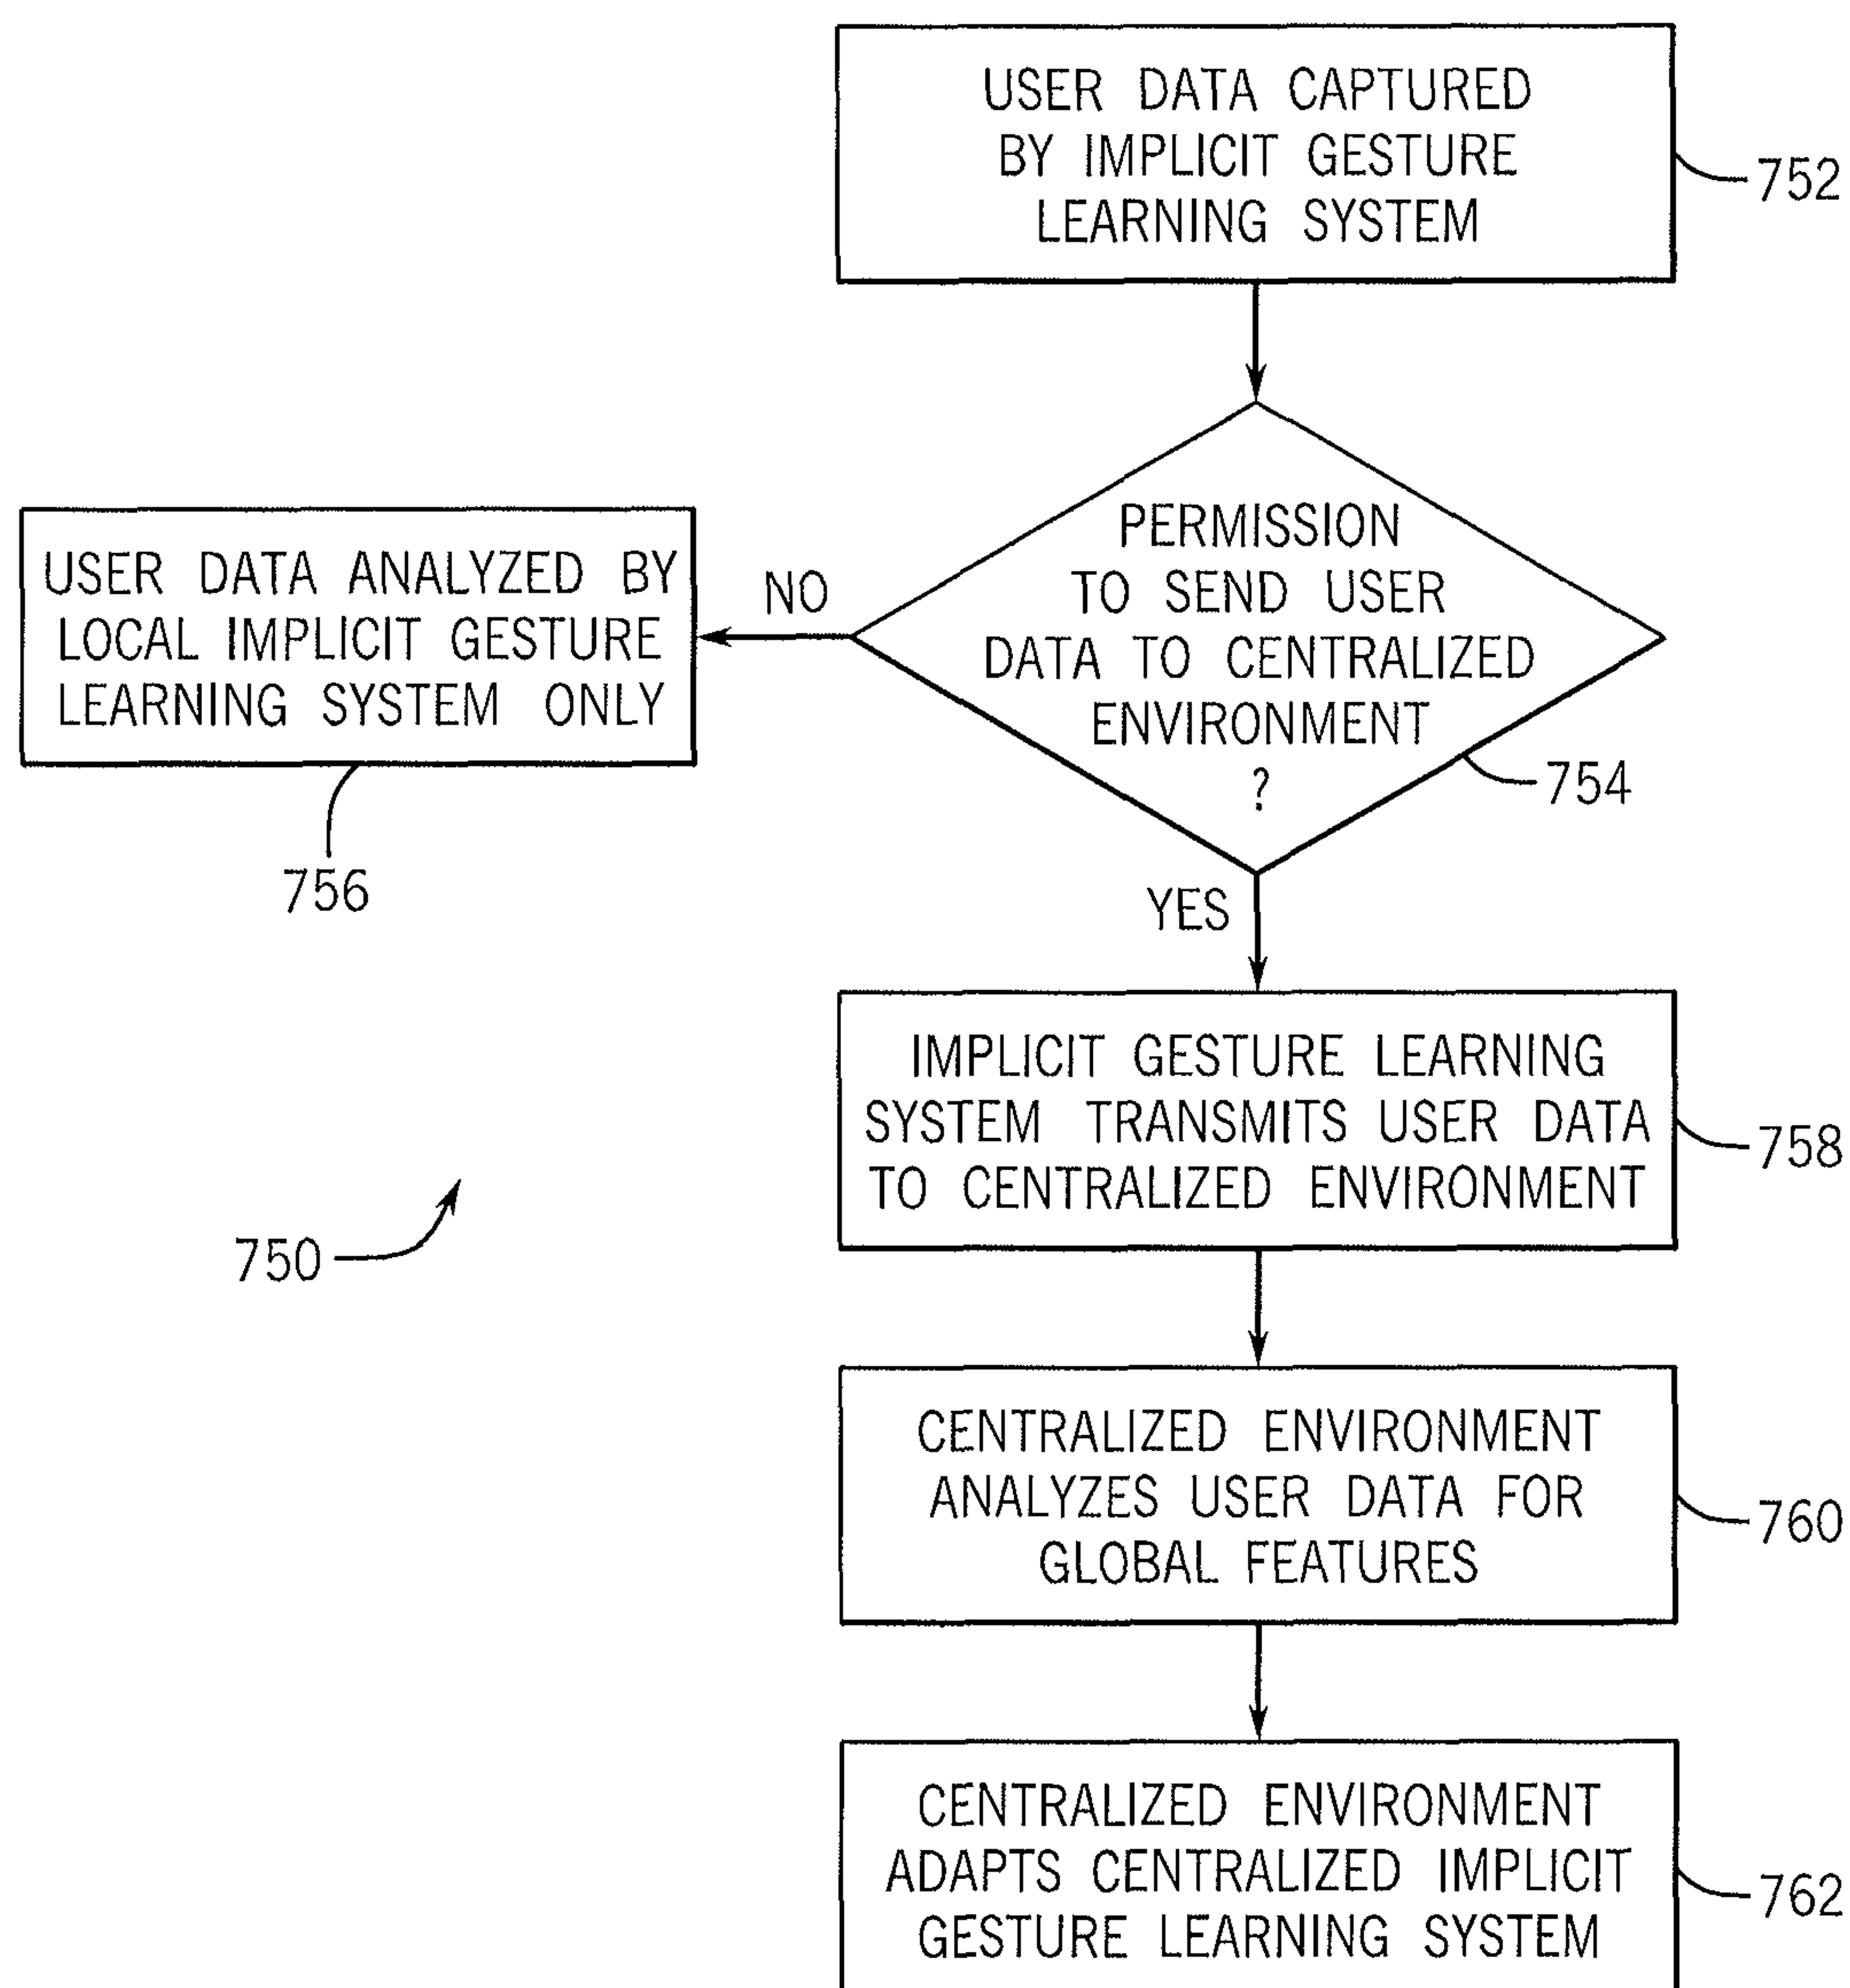 USER DATA CAPTURED
BY IMPLICIT GESTURE
LEARNING SYSTEM
752
PERMISSION
TO SEND USER
DATA TO CENTRALIZED
ENVIRONMENT
?
754
NO
USER DATA ANALYZED BY
LOCAL IMPLICIT GESTURE
LEARNING SYSTEM ONLY
756
YES
IMPLICIT GESTURE LEARNING
SYSTEM TRANSMITS USER DATA
TO CENTRALIZED ENVIRONMENT
758
750
CENTRALIZED ENVIRONMENT
ANALYZES USER DATA FOR
GLOBAL FEATURES
760
CENTRALIZED ENVIRONMENT
ADAPTS CENTRALIZED IMPLICIT
GESTURE LEARNING SYSTEM
762